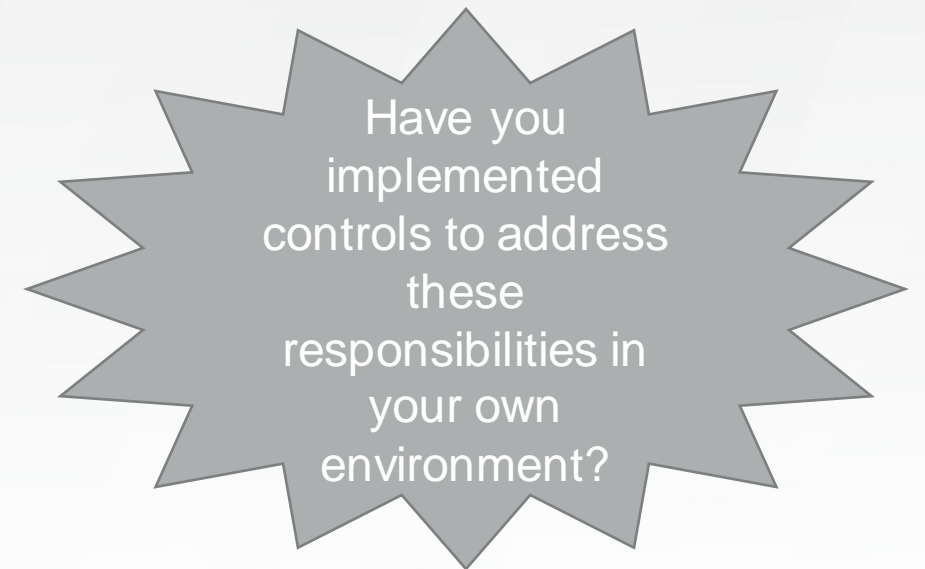 Have you
implemented
controls to address
these
responsibilities in
your own
environment?